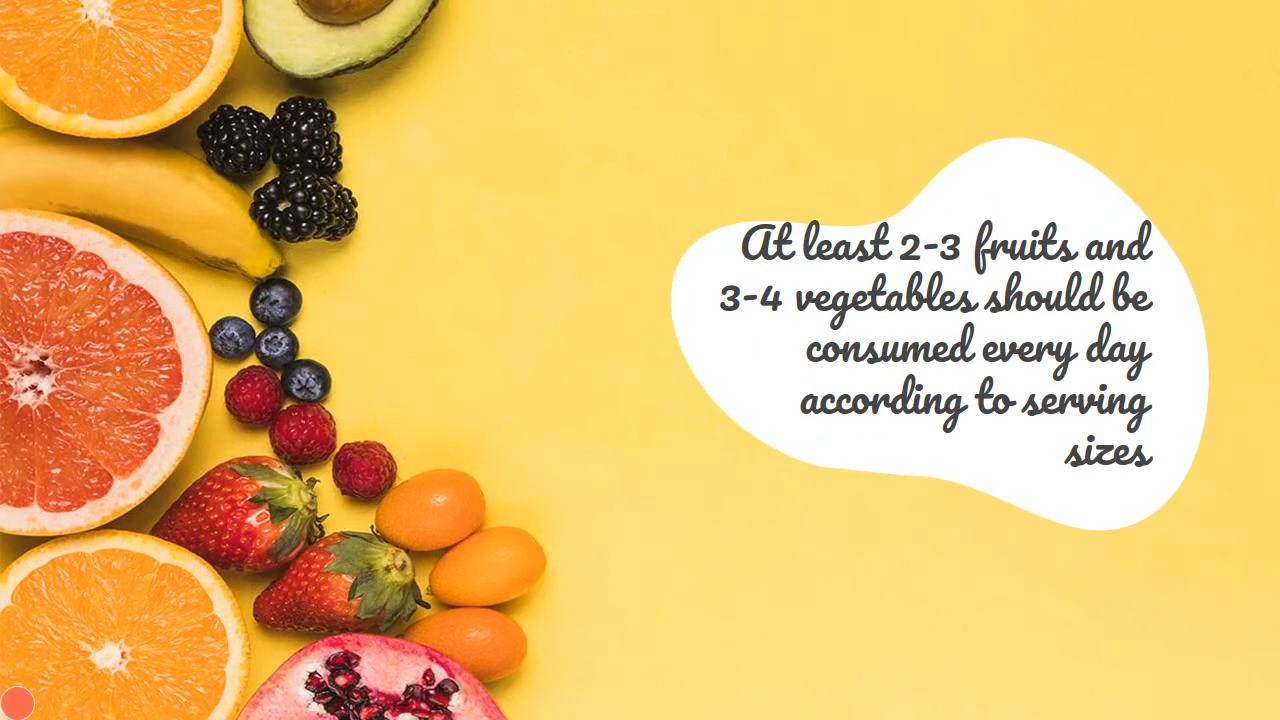 At least 2-3 fruits and
3-4 vegetables should be
consumed every day
according to serving
sizes